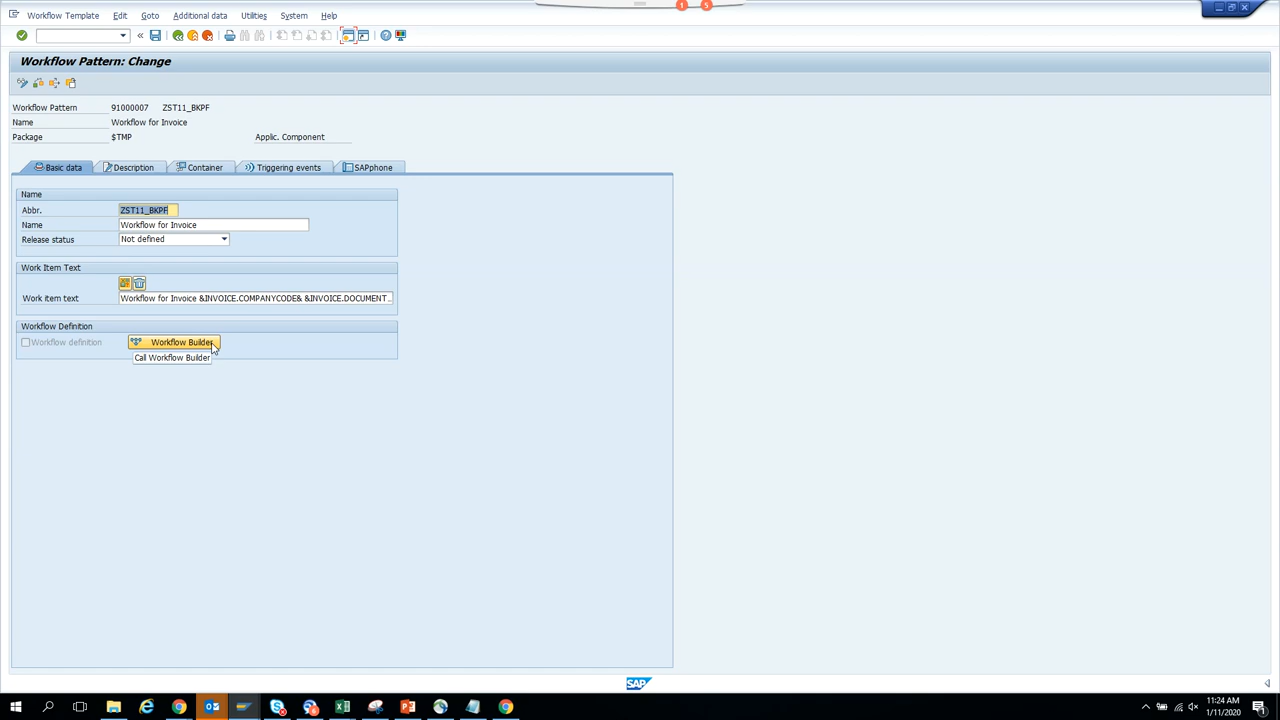 1 5
Workflow Template Edit Goto Additional data Utilities System Help
Workflow Pattern: Change
Workflow Pattern 91000007 ZST11_BKPF
Name Workflow for Invoice
Package $TMP Applic. Component
Basic data Description Container Triggering events SAPphone
Name
Abbr. ZST11_BKPF
Name Workflow for Invoice
Release status Not defined
Work Item Text
Work item text Workflow for Invoice &INVOICE.COMPANYCODE& &INVOICE.DOCUMENT...
Workflow Definition
Workflow definition Workflow Builder
Call Workflow Builder
SAP
11:24 AM
1/11/2020